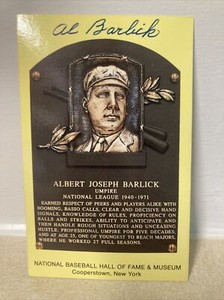 Al Barlick
ALBERT JOSEPH BARLICK
UMPIRE
NATIONAL LEAGUE 1940-1971
EARNED RESPECT OF PEERS AND PLAYERS ALIKE WITH
BOOMING, BASSO CALLS, CLEAR AND DECISIVE HAND
SIGNALS, KNOWLEDGE OF RULES, PROFICIENCY ON
BALLS AND STRIKES, ABILITY TO ANTICIPATE AND
THEN HANDLE ROUGH SITUATIONS AND UNCEASING
HUSTLE. PROFESSIONAL UMPIRE FOR FIVE DECADES,
AND AT AGE 25, ONE OF YOUNGEST TO REACH MAJORS,
WHERE HE WORKED 27 FULL SEASONS.
NATIONAL BASEBALL HALL OF FAME & MUSEUM
Cooperstown, New York